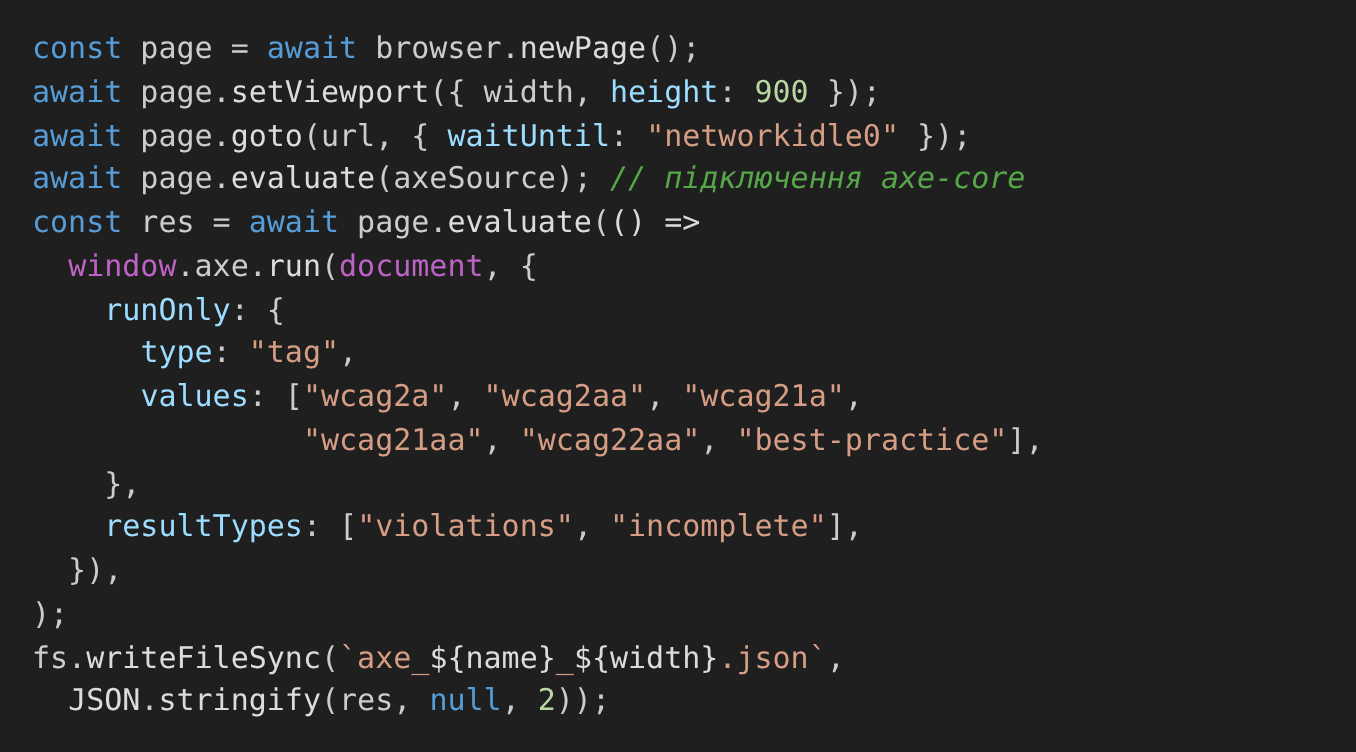 const page = await browser.newPage();
await page.setViewport({ width, height: 900 });
await page.goto(url, { waitUntil: "networkidle0" });
await page.evaluate(axeSource); // підключення axe-core
const res = await page.evaluate(() =>
  window.axe.run(document, {
    runOnly: {
      type: "tag",
      values: ["wcag2a", "wcag2aa", "wcag21a",
               "wcag21aa", "wcag22aa", "best-practice"],
    },
    resultTypes: ["violations", "incomplete"],
  }),
);
fs.writeFileSync(`axe_${name}_${width}.json`,
  JSON.stringify(res, null, 2));